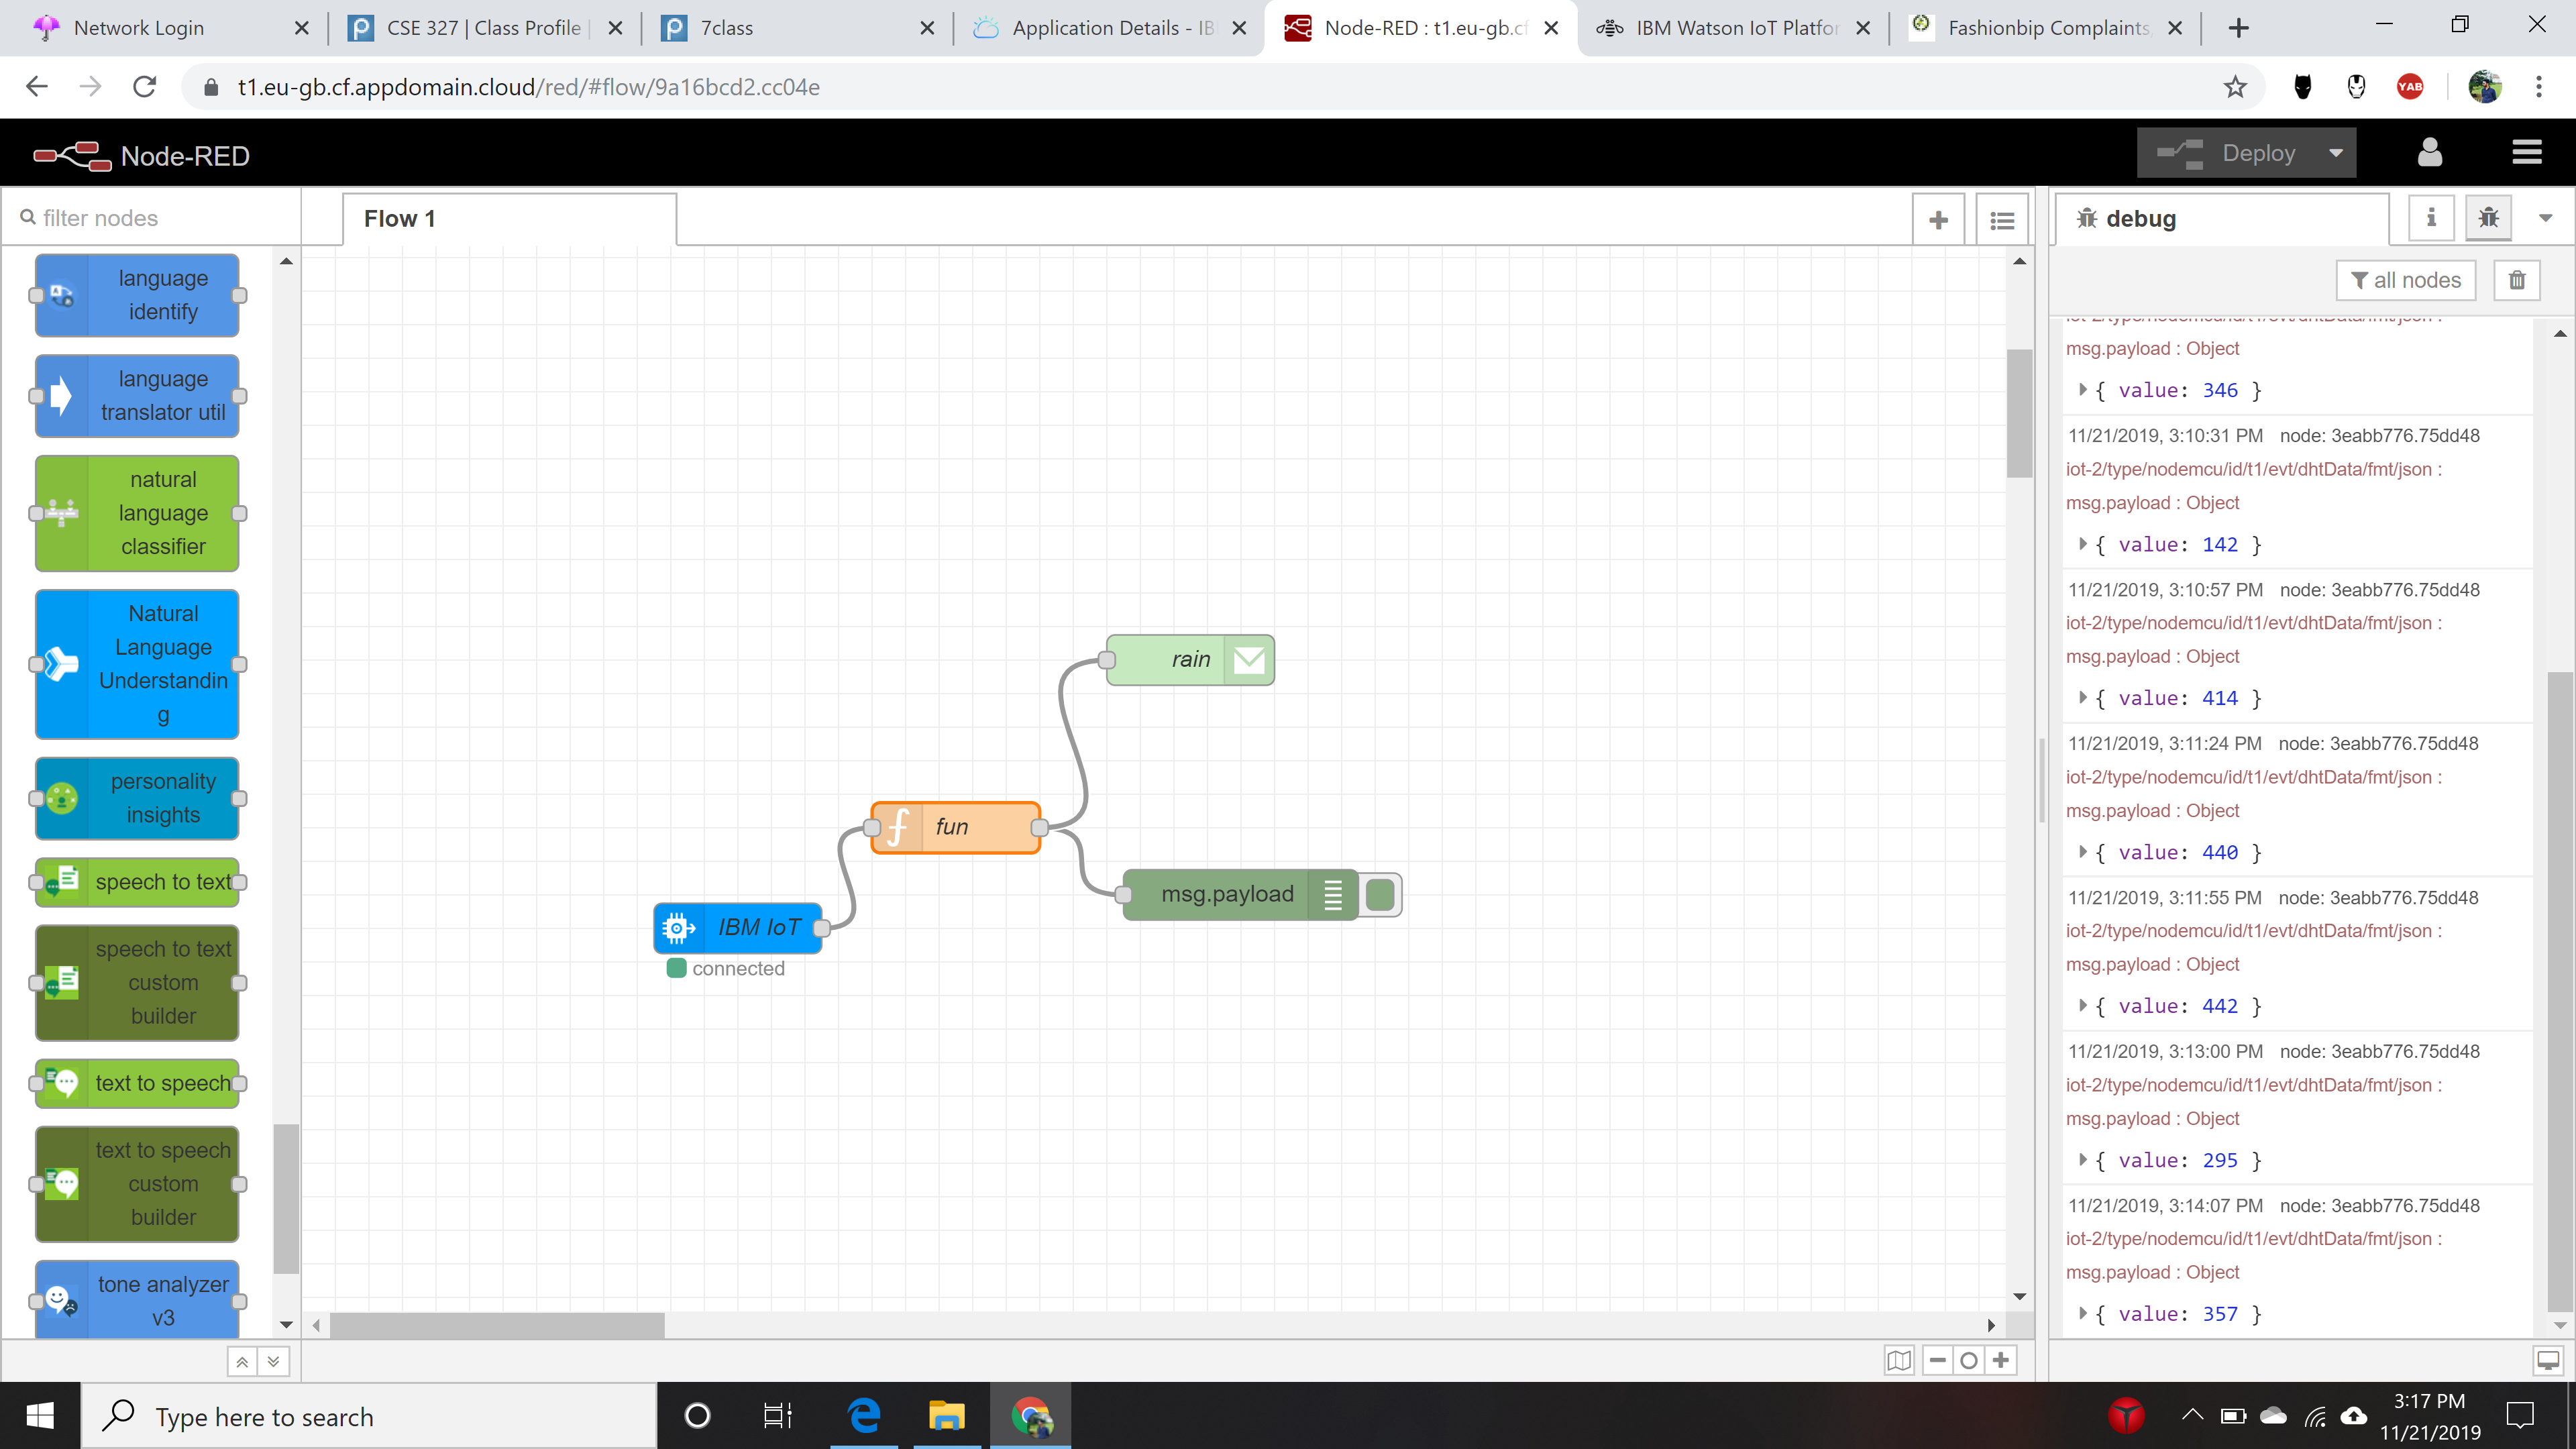 Network Login
CSE 327 | Class Profile
7class
Application Details - IB
Node-RED : t1.eu-gb.cf
IBM Watson IoT Platfor
Fashionbip Complaints,
t1.eu-gb.cf.appdomain.cloud/red/#flow/9a16bcd2.cc04e
YAB
Node-RED
Deploy
filter nodes
Flow 1
debug
all nodes
language
identify
language
translator util
natural
language
classifier
Natural
Language
Understandin
g
personality
insights
speech to text
speech to text
custom
builder
text to speech
text to speech
custom
builder
tone analyzer
v3
rain
fun
msg.payload
IBM IoT
connected
iot-2/type/nodemcu/id/t1/evt/dhtData/fmt/json :
msg.payload : Object
{ value: 346 }
11/21/2019, 3:10:31 PM node: 3eabb776.75dd48
iot-2/type/nodemcu/id/t1/evt/dhtData/fmt/json :
msg.payload : Object
{ value: 142 }
11/21/2019, 3:10:57 PM node: 3eabb776.75dd48
iot-2/type/nodemcu/id/t1/evt/dhtData/fmt/json :
msg.payload : Object
{ value: 414 }
11/21/2019, 3:11:24 PM node: 3eabb776.75dd48
iot-2/type/nodemcu/id/t1/evt/dhtData/fmt/json :
msg.payload : Object
{ value: 440 }
11/21/2019, 3:11:55 PM node: 3eabb776.75dd48
iot-2/type/nodemcu/id/t1/evt/dhtData/fmt/json :
msg.payload : Object
{ value: 442 }
11/21/2019, 3:13:00 PM node: 3eabb776.75dd48
iot-2/type/nodemcu/id/t1/evt/dhtData/fmt/json :
msg.payload : Object
{ value: 295 }
11/21/2019, 3:14:07 PM node: 3eabb776.75dd48
iot-2/type/nodemcu/id/t1/evt/dhtData/fmt/json :
msg.payload : Object
{ value: 357 }
Type here to search
3:17 PM
11/21/2019